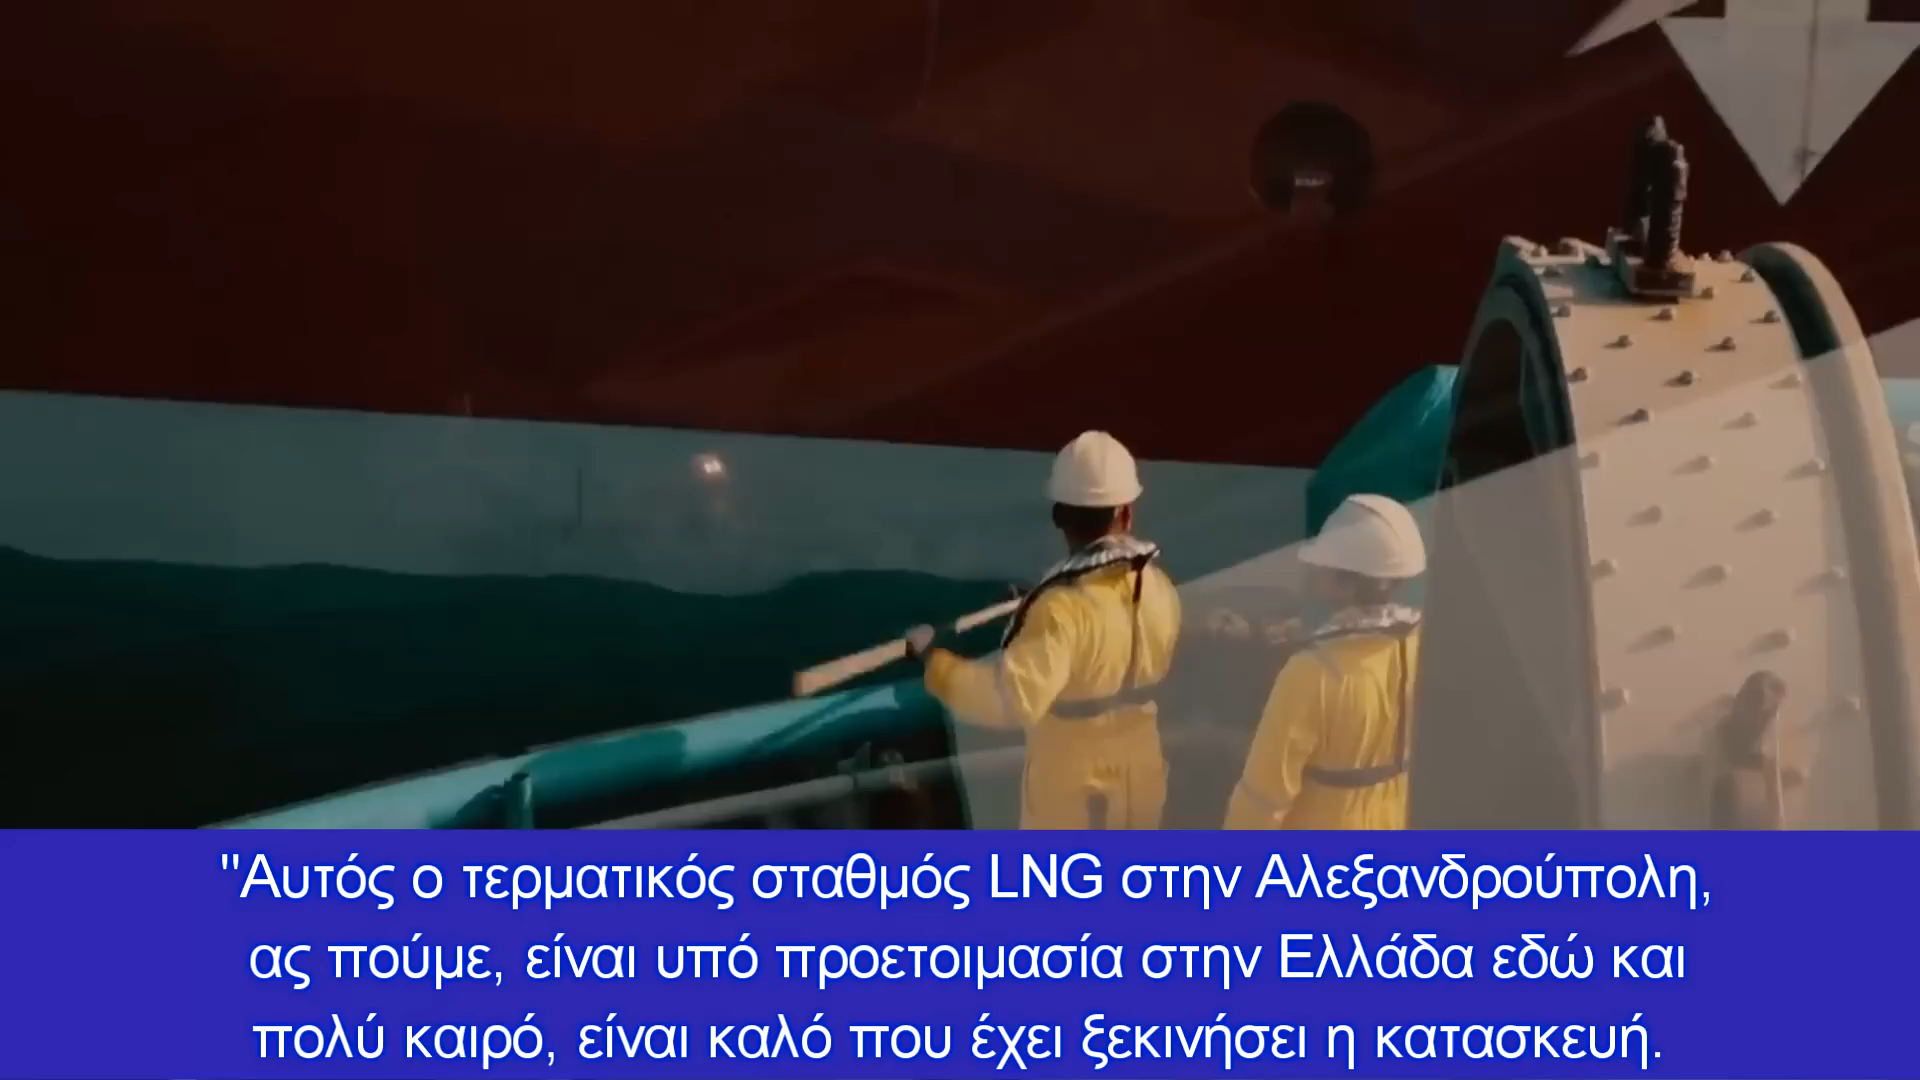 "Αυτός ο τερματικός σταθμός LNG στην Αλεξανδρούπολη,
ας πούμε, είναι υπό προετοιμασία στην Ελλάδα εδώ και
πολύ καιρό, είναι καλό που έχει ξεκινήσει η κατασκευή.